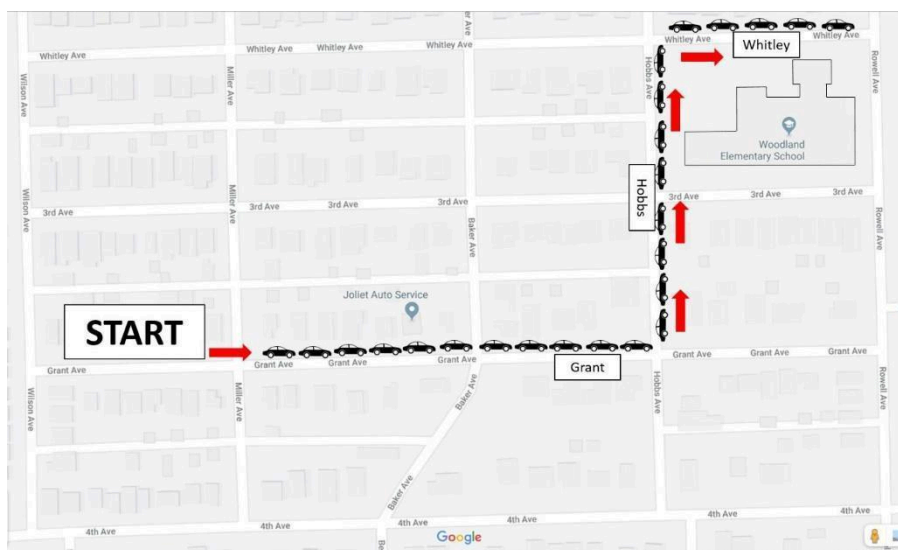 Whitley Ave
Whitley Ave
Whitley
Whitley Ave
Whitley Ave
Whitley Ave
Whitley Ave
Wilson Ave
Miller Ave
Baker Ave
Hobbs Ave
Rowell Ave
Woodland
Elementary School
Hobbs
3rd Ave
3rd Ave
3rd Ave
3rd Ave
3rd Ave
3rd Ave
3rd Ave
Wilson Ave
Miller Ave
Baker Ave
Rowell Ave
Joliet Auto Service
START
Grant Ave
Grant Ave
Grant Ave
Grant Ave
Grant
Grant Ave
Grant Ave
Grant Ave
Wilson Ave
Miller Ave
Baker Ave
Hobbs Ave
Rowell Ave
Baker Ave
4th Ave
4th Ave
4th Ave
4th Ave
4th Ave
4th Ave
Google